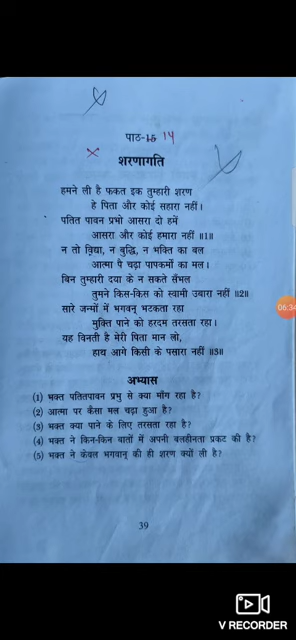 पाठ-15 14
शरणागति
हमने ली है फकत इक तुम्हारी शरण
हे पिता और कोई सहारा नहीं।
पतित पावन प्रभो आसरा दो हमें
आसरा और कोई हमारा नहीं ॥1॥
न तो विद्या, न बुद्धि, न भक्ति का बल
आत्मा पै चढ़ा पापकर्मो का मल।
बिन तुम्हारी दया के न सकते सँभल
तुमने किस-किस को स्वामी उबारा नहीं ॥2॥
सारे जन्मों में भगवन् भटकता रहा
मुक्ति पाने को हरदम तरसता रहा।
यह विनती है मेरी पिता मान लो,
हाथ आगे किसी के पसारा नहीं ॥3॥
अभ्यास
(1) भक्त पतितपावन प्रभु से क्या माँग रहा है?
(2) आत्मा पर कैसा मल चढ़ा हुआ है?
(3) भक्त क्या पाने के लिए तरसता रहा है?
(4) भक्त ने किन-किन बातों में अपनी बलहीनता प्रकट की है?
(5) भक्त ने केवल भगवान् की ही शरण क्यों ली है?
39
06:34
V RECORDER